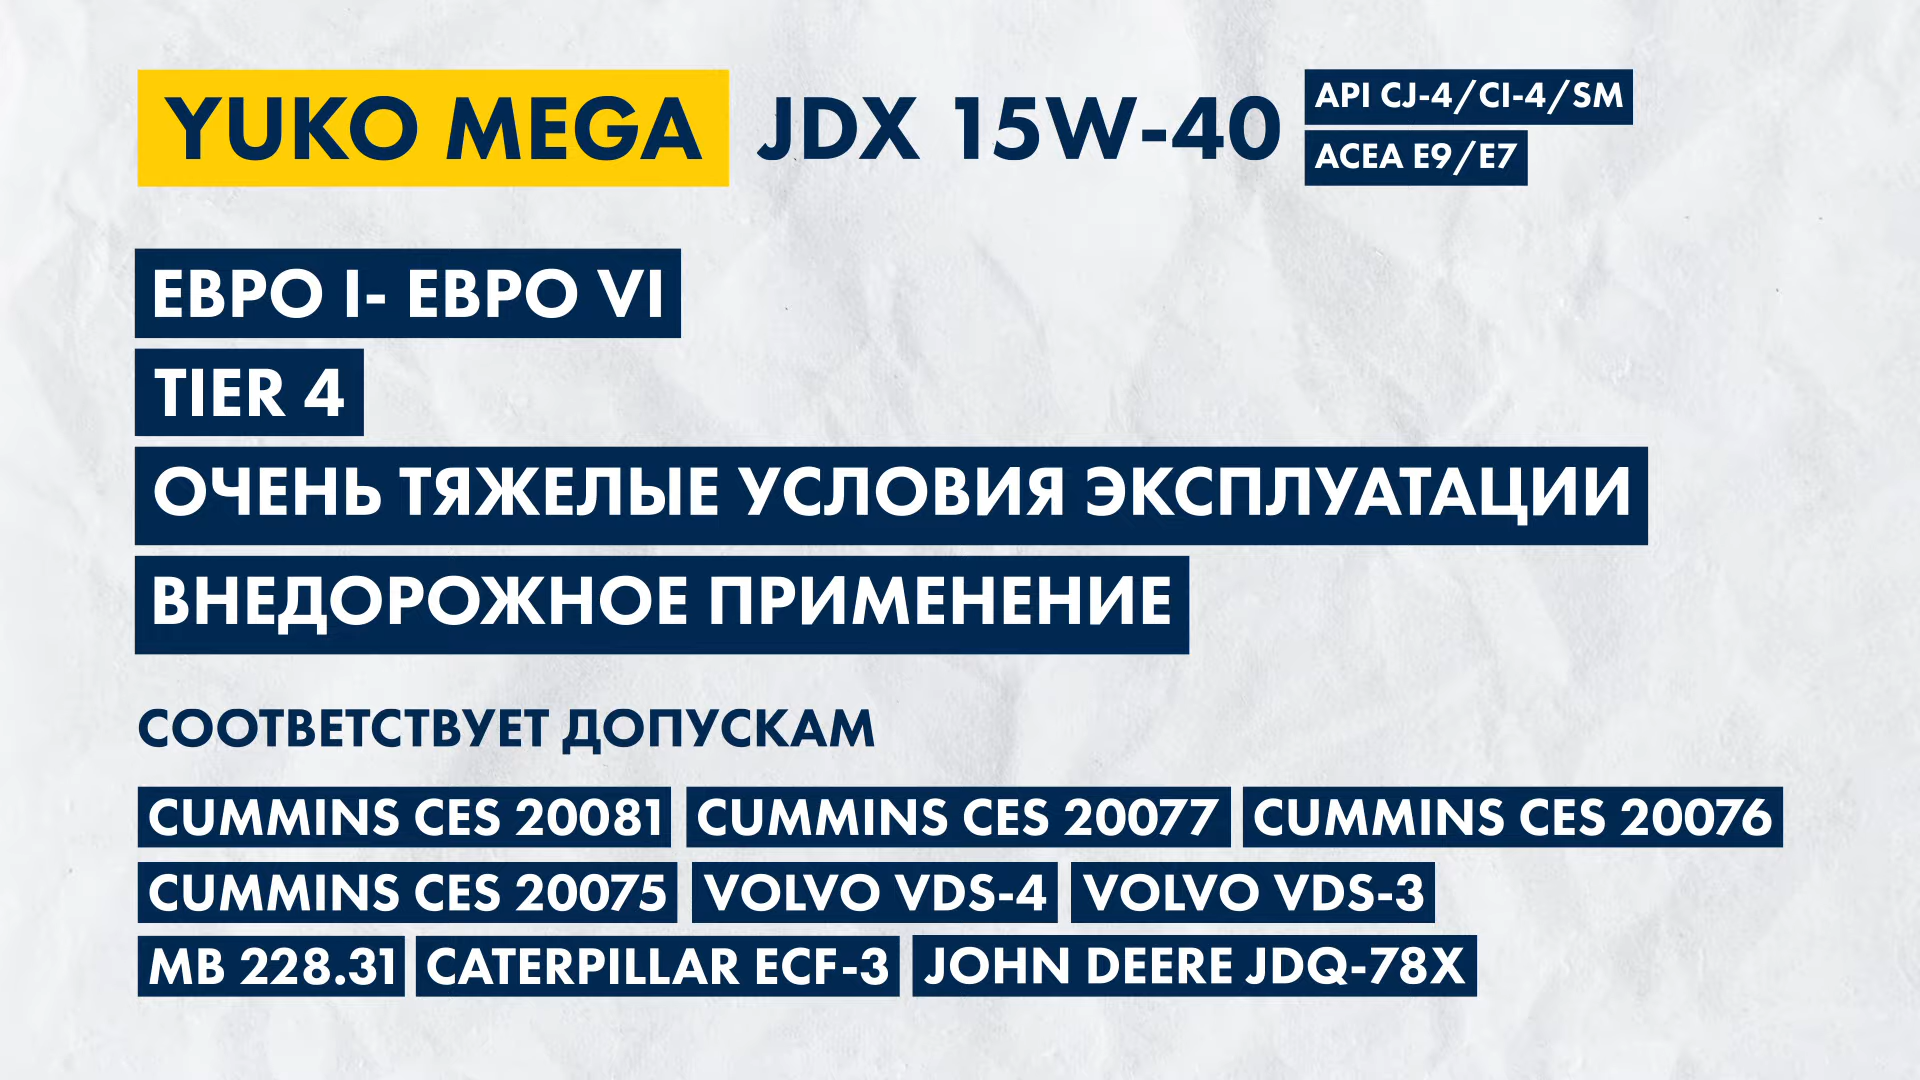 YUKO MEGA JDX 15W-40 API CJ-4/CI-4/SM
ACEA E9/E7
ЕВРО I- ЕВРО VI
TIER 4
ОЧЕНЬ ТЯЖЕЛЫЕ УСЛОВИЯ ЭКСПЛУАТАЦИИ
ВНЕДОРОЖНОЕ ПРИМЕНЕНИЕ
СООТВЕТСТВУЕТ ДОПУСКАМ
CUMMINS CES 20081 CUMMINS CES 20077 CUMMINS CES 20076
CUMMINS CES 20075 VOLVO VDS-4 VOLVO VDS-3
MB 228.31 CATERPILLAR ECF-3 JOHN DEERE JDQ-78X